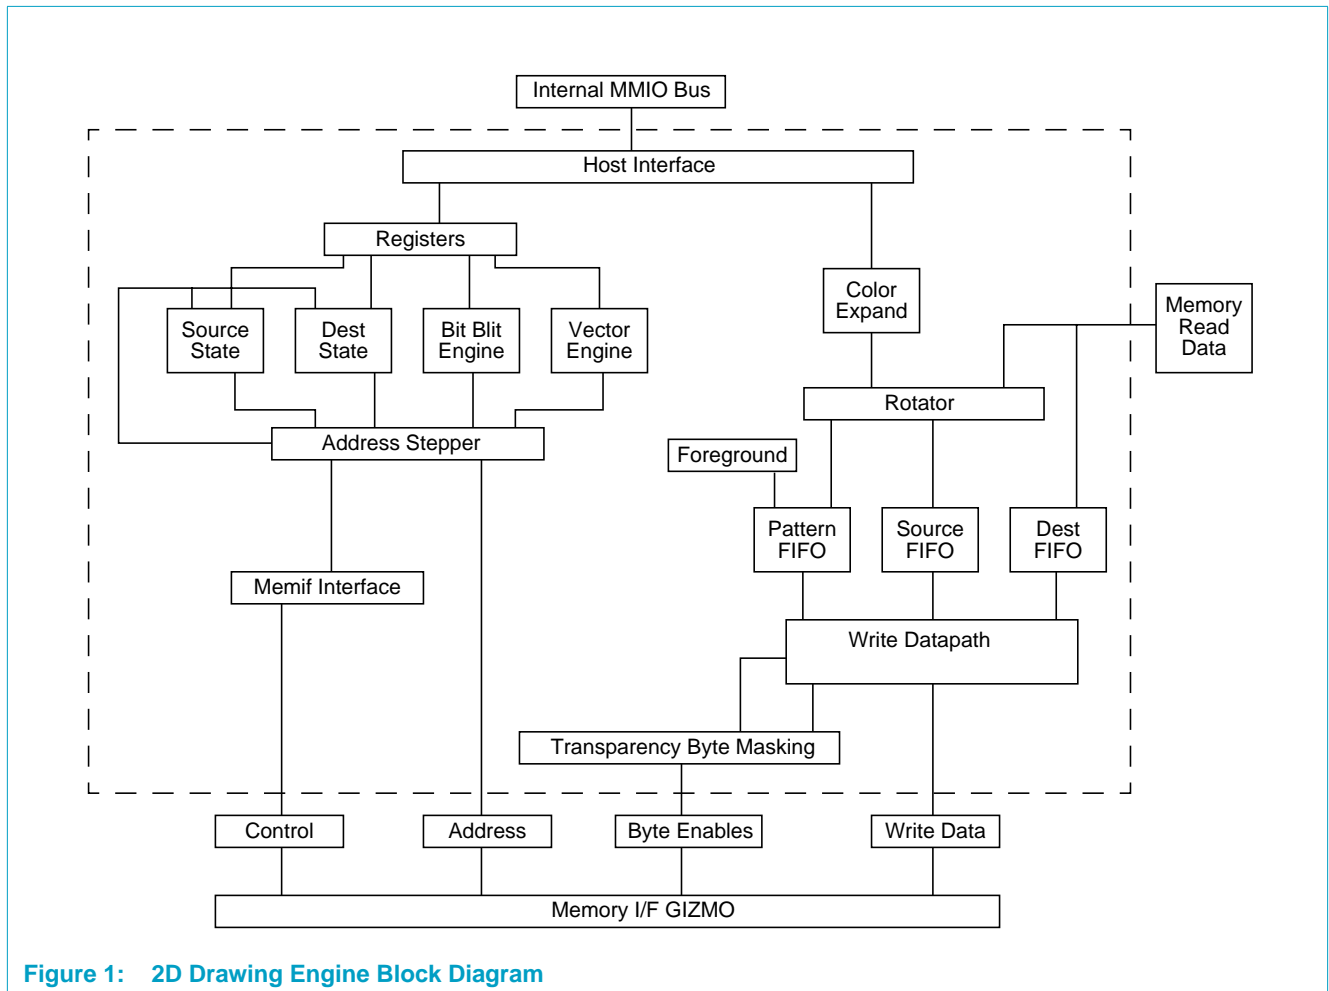 Internal MMIO Bus
Host Interface
Registers
Source
State
Dest
State
Bit Blit
Engine
Vector
Engine
Color
Expand
Memory
Read
Data
Rotator
Address Stepper
Foreground
Pattern
FIFO
Source
FIFO
Dest
FIFO
Memif Interface
Write Datapath
Transparency Byte Masking
Control
Address
Byte Enables
Write Data
Memory I/F GIZMO
Figure 1: 2D Drawing Engine Block Diagram